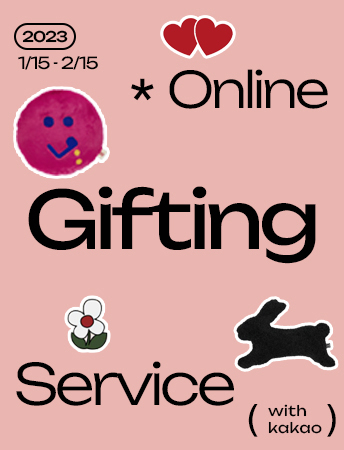 2023
1/15 - 2/15
* Online
Gifting
Service
( with
kakao )